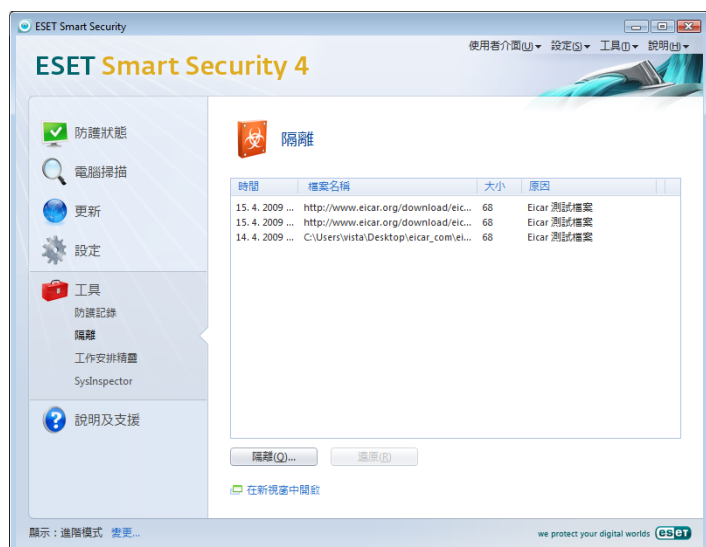 ESET Smart Security
使用者介面(U) 設定(S) 工具(T) 說明(H)
ESET Smart Security 4
防護狀態
電腦掃描
更新
設定
工具
防護記錄
隔離
工作安排精靈
SysInspector
說明及支援
隔離
時間 檔案名稱 大小 原因
15. 4. 2009 ... http://www.eicar.org/download/eic... 68 Eicar 測試檔案
15. 4. 2009 ... http://www.eicar.org/download/eic... 68 Eicar 測試檔案
14. 4. 2009 ... C:\Users\vista\Desktop\eicar_com\ei... 68 Eicar 測試檔案
隔離(Q)... 還原(R)
在新視窗中開啟
顯示：進階模式 變更...
we protect your digital worlds eseT